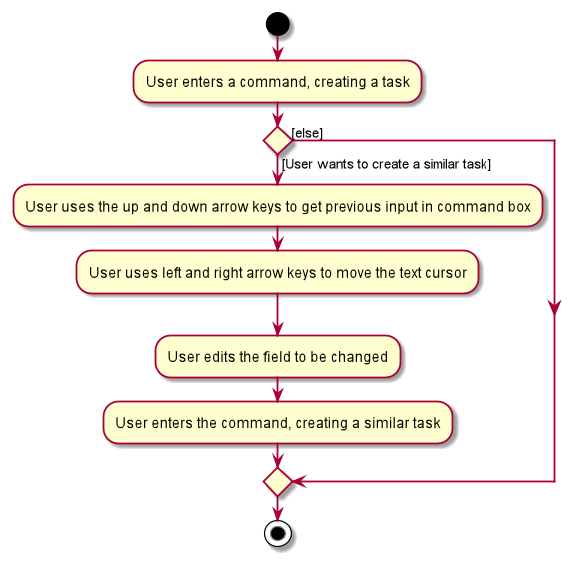 User enters a command, creating a task
[else]
[User wants to create a similar task]
User uses the up and down arrow keys to get previous input in command box
User uses left and right arrow keys to move the text cursor
User edits the field to be changed
User enters the command, creating a similar task